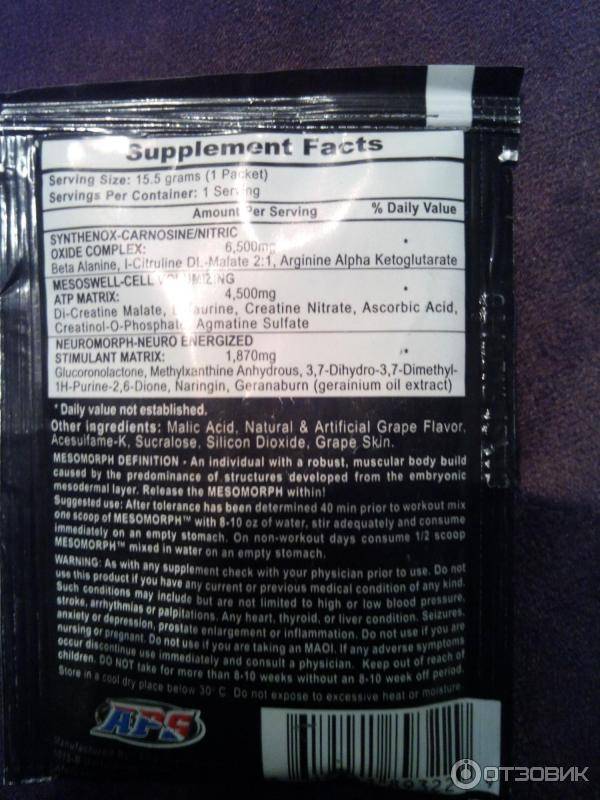 Supplement Facts
Serving Size: 15.5 grams (1 Packet)
Servings Per Container: 1 Serving
Amount Per Serving % Daily Value
SYNTHENOX-CARNOSINE/NITRIC
OXIDE COMPLEX: 6,500mg *
Beta Alanine, l-Citruline DL-Malate 2:1, Arginine Alpha Ketoglutarate
MESOSWELL-CELL VOLUMIZING
ATP MATRIX: 4,500mg *
Di-Creatine Malate, L-Taurine, Creatine Nitrate, Ascorbic Acid,
Creatinol-O-Phosphate, Agmatine Sulfate
NEUROMORPH-NEURO ENERGIZED
STIMULANT MATRIX: 1,870mg *
Glucoronolactone, Methylxanthine Anhydrous, 3,7-Dihydro-3,7-Dimethyl-
1H-Purine-2,6-Dione, Naringin, Geranaburn (gerainium oil extract)
* Daily value not established.
Other ingredients: Malic Acid, Natural & Artificial Grape Flavor,
Acesulfame-K, Sucralose, Silicon Dioxide, Grape Skin.
MESOMORPH DEFINITION - An individual with a robust, muscular body build
caused by the predominance of structures developed from the embryonic
mesodermal layer. Release the MESOMORPH within!
Suggested use: After tolerance has been determined 40 min prior to workout mix
one scoop of MESOMORPH™ with 8-10 oz of water, stir adequately and consume
immediately on an empty stomach. On non-workout days consume 1/2 scoop
MESOMORPH™ mixed in water on an empty stomach.
WARNING: As with any supplement check with your physician prior to use. Do not
use this product if you have any current or previous medical condition of any kind.
Such conditions may include but are not limited to high or low blood pressure,
stroke, arrhythmias or palpitations. Any heart, thyroid, or liver condition. Seizures,
anxiety or depression, prostate enlargement or inflammation. Do not use if you are
nursing or pregnant. Do not use if you are taking an MAOI. If any adverse symptoms
occur discontinue use immediately and consult a physician. Keep out of reach of
children. DO NOT take for more than 8-10 weeks without an 8-10 week off period.
Store in a cool dry place below 30° C Do not expose to excessive heat or moisture.
APS
Manufactured
ОТЗОВИК